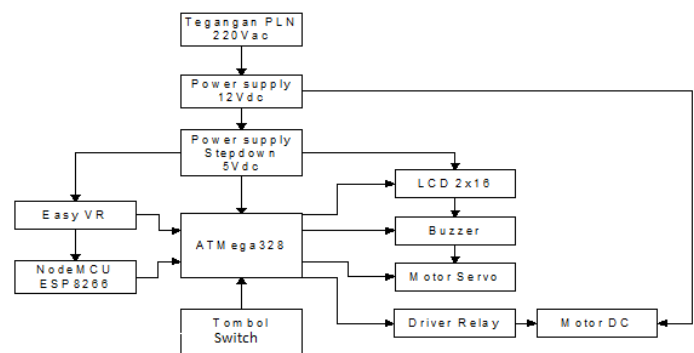 Tegangan PLN
220Vac
Power supply
12Vdc
Power supply
Stepdown
5Vdc
LCD 2x16
Easy VR
ATMega328
Buzzer
NodeMCU
ESP8266
Motor Servo
Tombol
Switch
Driver Relay
Motor DC